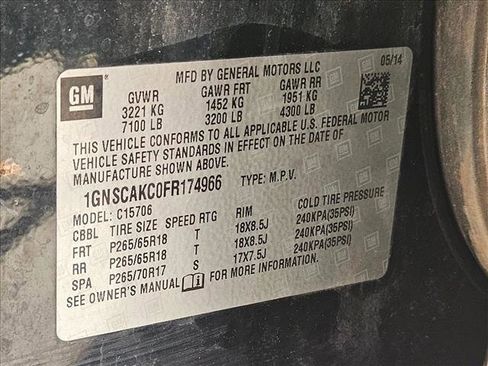 GM
MFD BY GENERAL MOTORS LLC 05/14
GVWR GAWR FRT GAWR RR
3221 KG 1452 KG 1951 KG
7100 LB 3200 LB 4300 LB
THIS VEHICLE CONFORMS TO ALL APPLICABLE U.S. FEDERAL MOTOR
VEHICLE SAFETY STANDARDS IN EFFECT ON THE DATE OF
MANUFACTURE SHOWN ABOVE.
1GNSCAKC0FR174966 TYPE: M.P.V.
MODEL: C15706
CBBL TIRE SIZE SPEED RTG RIM COLD TIRE PRESSURE
FRT P265/65R18 T 18X8.5J 240KPA(35PSI)
RR P265/65R18 T 18X8.5J 240KPA(35PSI)
SPA P265/70R17 S 17X7.5J 240KPA(35PSI)
SEE OWNER'S MANUAL FOR MORE INFORMATION.